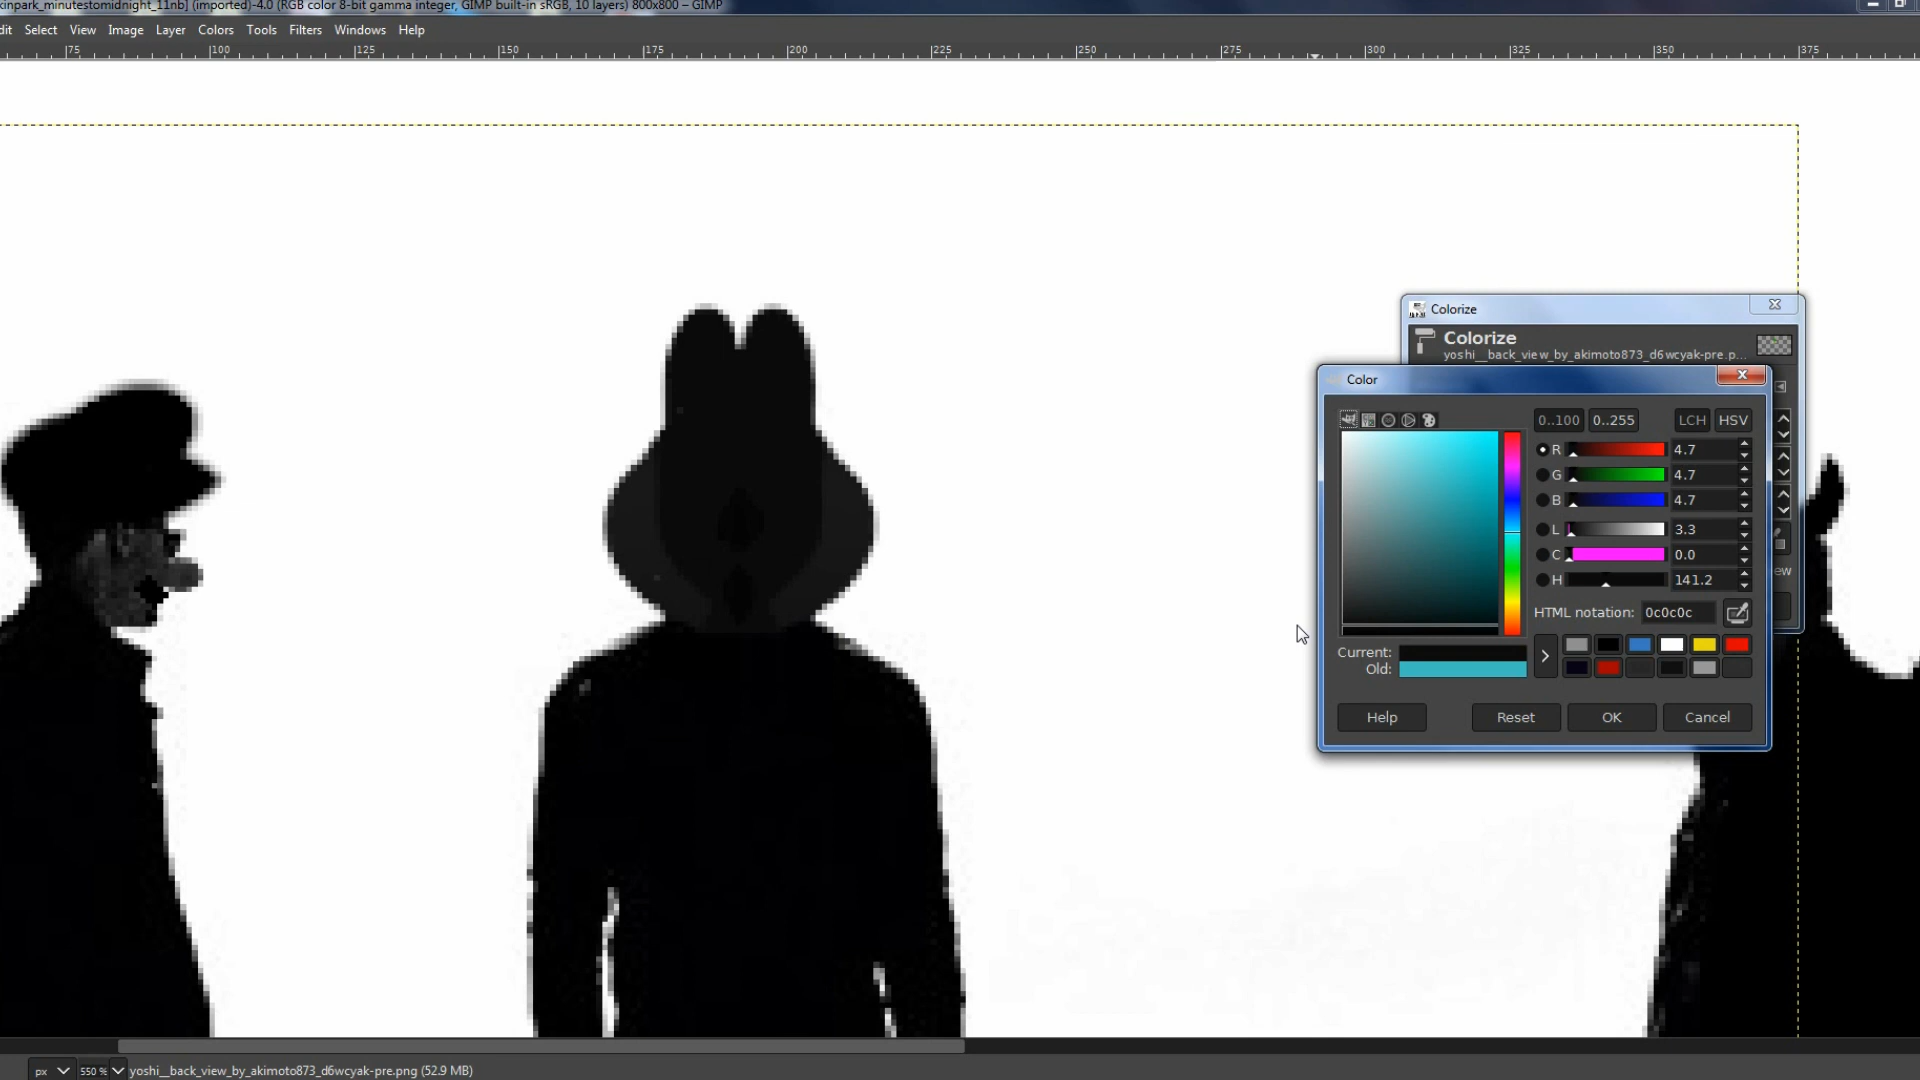 kinpark_minutestomidnight_11nb] (imported)-4.0 (RGB color 8-bit gamma integer, GIMP built-in sRGB, 10 layers) 800x800 – GIMP
dit Select View Image Layer Colors Tools Filters Windows Help
75 100 125 150 175 200 225 250 275 300 325 350 375
Colorize
Colorize
yoshi__back_view_by_akimoto873_d6wcyak-pre.p...
Color
0..100 0..255 LCH HSV
R 4.7
G 4.7
B 4.7
L 3.3
C 0.0
H 141.2
ew
HTML notation: 0c0c0c
Current:
Old:
Help Reset OK Cancel
px 550 % yoshi__back_view_by_akimoto873_d6wcyak-pre.png (52.9 MB)